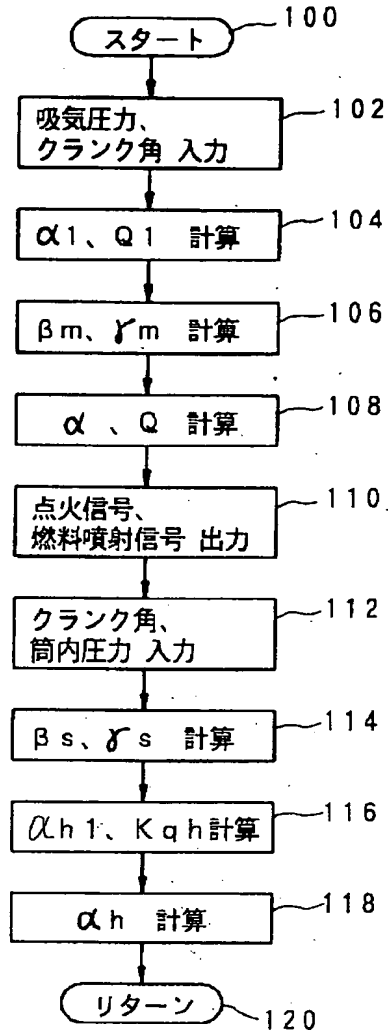 スタート
100
吸気圧力、
クランク角 入力
102
α1、Q1 計算
104
βm、γm 計算
106
α 、Q 計算
108
点火信号、
燃料噴射信号 出力
110
クランク角、
筒内圧力 入力
112
βs、γs 計算
114
αh1、Kqh計算
116
αh 計算
118
リターン
120